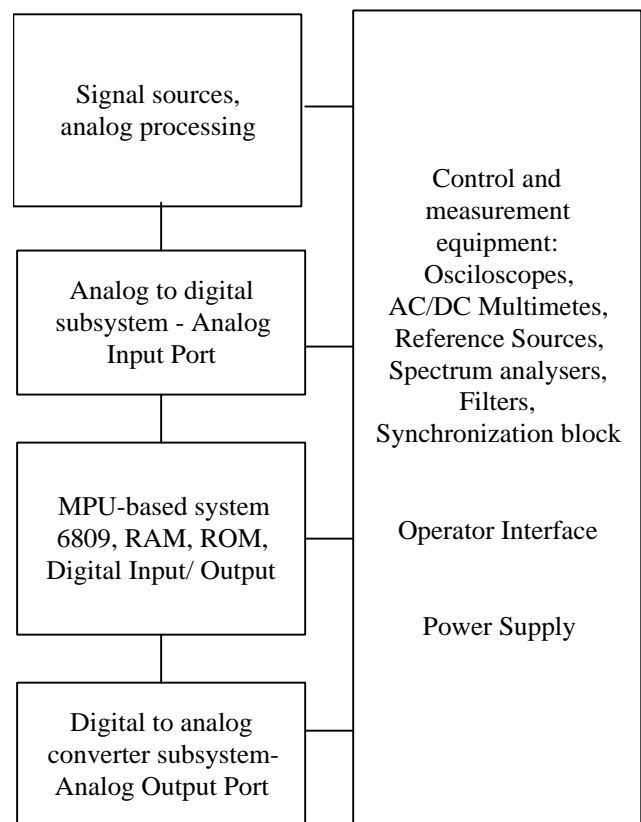 Signal sources,
analog processing
Analog to digital
subsystem - Analog
Input Port
MPU-based system
6809, RAM, ROM,
Digital Input/ Output
Digital to analog
converter subsystem-
Analog Output Port
Control and
measurement
equipment:
Osciloscopes,
AC/DC Multimetes,
Reference Sources,
Spectrum analysers,
Filters,
Synchronization block
Operator Interface
Power Supply